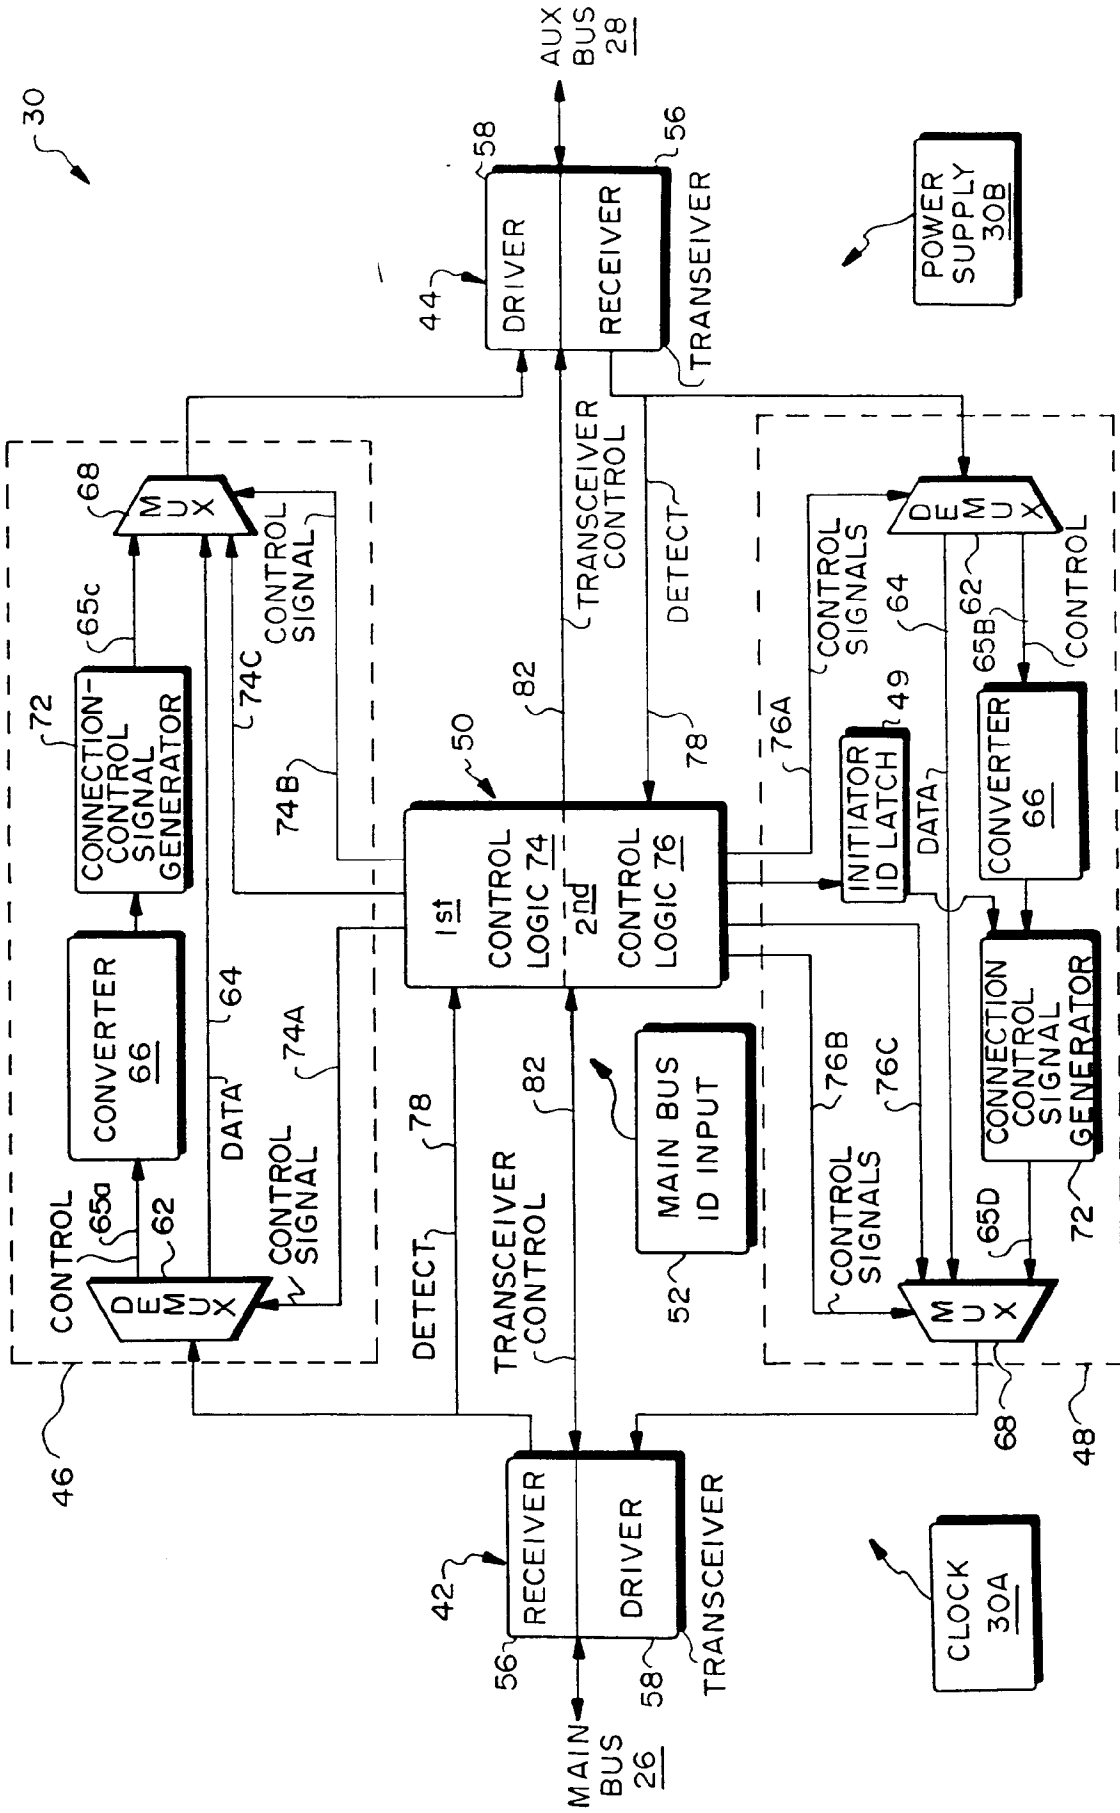 30
46
CONTROL
65a
62
DEMUX
CONVERTER
66
72
CONNECTION-
CONTROL
SIGNAL
GENERATOR
65c
MUX
68
DATA
64
74C
CONTROL
SIGNAL
74A
74B
CONTROL
SIGNAL
DETECT
78
50
1st
CONTROL
LOGIC 74
2nd
CONTROL
LOGIC 76
82
TRANSCEIVER
CONTROL
44
58
DRIVER
RECEIVER
56
TRANSEIVER
AUX
BUS
28
MAIN
BUS
26
42
56
RECEIVER
DRIVER
58
TRANSCEIVER
TRANSCEIVER
CONTROL
82
MAIN BUS
ID INPUT
52
78
DETECT
76A
CONTROL
SIGNALS
INITIATOR
ID LATCH
49
64
DATA
DEMUX
62
65B
CONTROL
CONVERTER
66
76B
76C
CONTROL
SIGNALS
CONNECTION
CONTROL
SIGNAL
GENERATOR
72
65D
MUX
68
48
CLOCK
30A
POWER
SUPPLY
30B